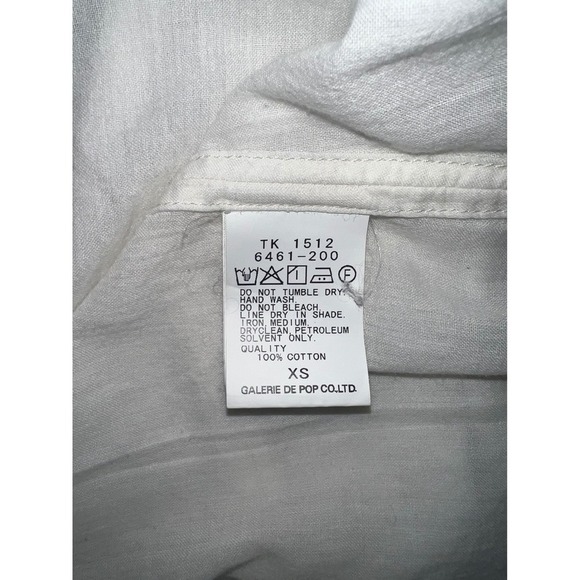 TK 1512
6461-200
DO NOT TUMBLE DRY.
HAND WASH.
DO NOT BLEACH.
LINE DRY IN SHADE.
IRON, MEDIUM.
DRYCLEAN, PETROLEUM
SOLVENT ONLY.
QUALITY
100% COTTON
XS
GALERIE DE POP CO.LTD.